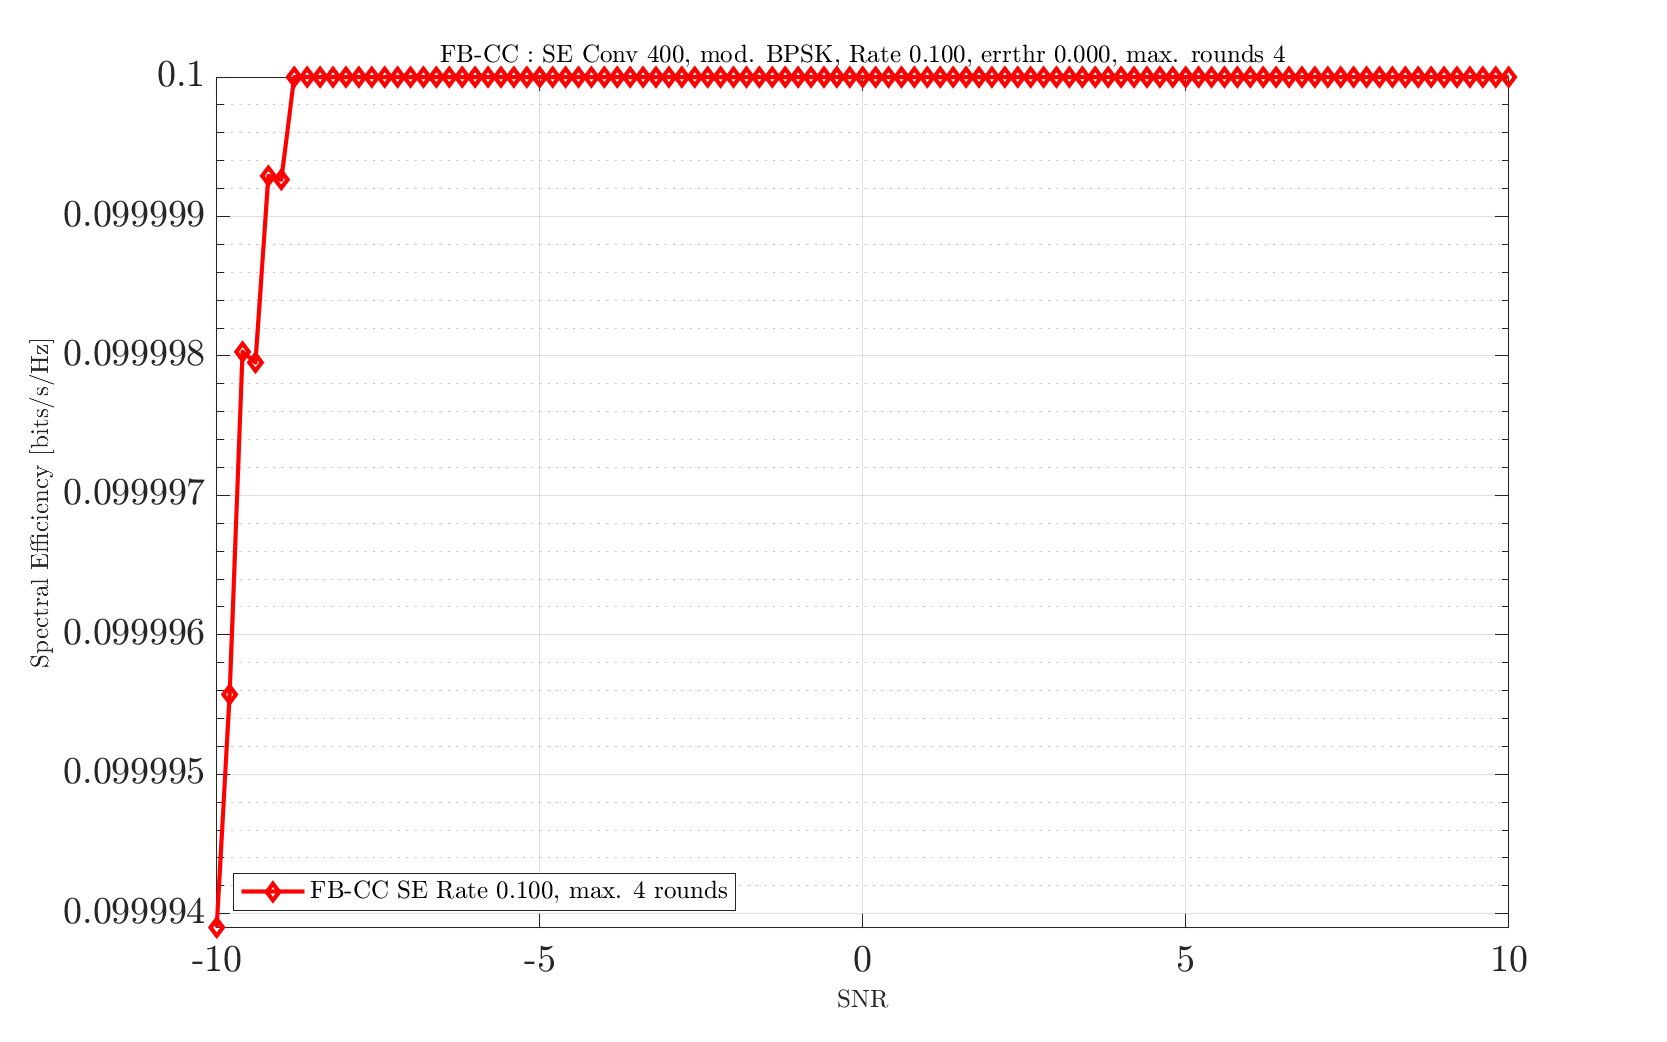 FB-CC : SE Conv 400, mod. BPSK, Rate 0.100, errthr 0.000, max. rounds 4
0.1
0.099999
0.099998
0.099997
0.099996
0.099995
0.099994
Spectral Efficiency [bits/s/Hz]
FB-CC SE Rate 0.100, max. 4 rounds
-10 -5 0 5 10
SNR